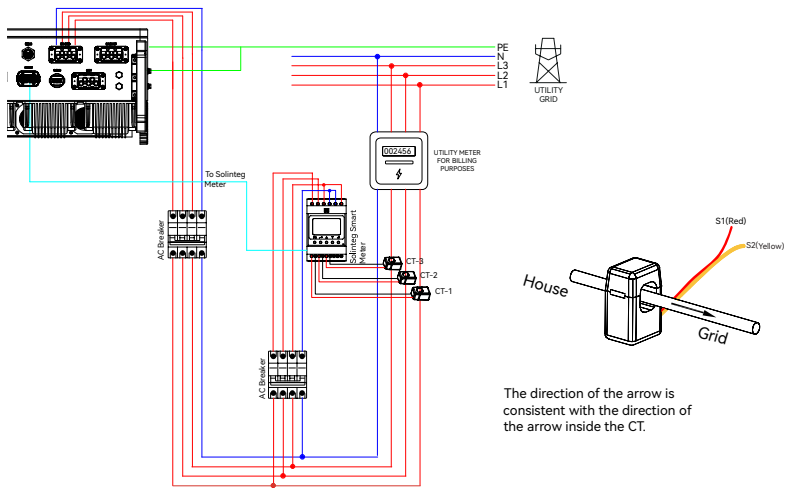 PE
N
L3
L2
L1
UTILITY
GRID
002456
UTILITY METER
FOR BILLING
PURPOSES
To Solinteg
Meter
AC Breaker
Solinteg Smart
Meter
CT-3
CT-2
CT-1
AC Breaker
S1(Red)
S2(Yellow)
House
Grid
The direction of the arrow is
consistent with the direction of
the arrow inside the CT.